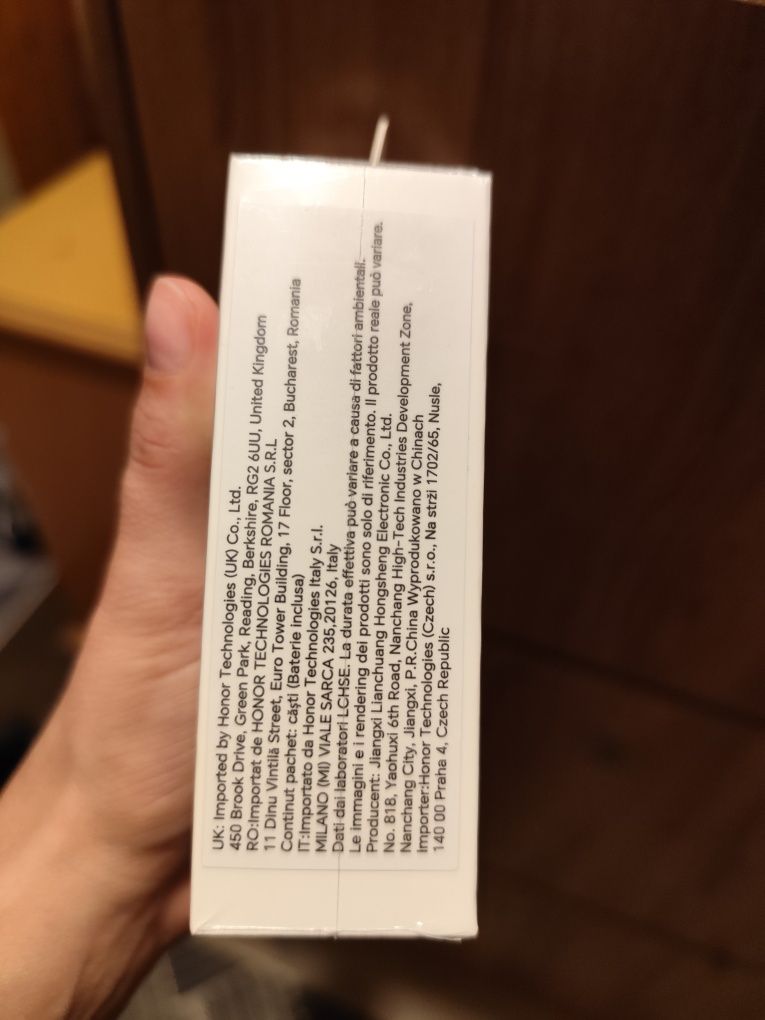 UK: Imported by Honor Technologies (UK) Co., Ltd.
450 Brook Drive, Green Park, Reading, Berkshire, RG2 6UU, United Kingdom
RO:Importat de HONOR TECHNOLOGIES ROMANIA S.R.L
11 Dinu Vintilă Street, Euro Tower Building, 17 Floor, sector 2, Bucharest, Romania
Continut pachet: căști (Baterie inclusa)
IT:Importato da Honor Technologies Italy S.r.l.
MILANO (MI) VIALE SARCA 235,20126, Italy
Dati dai laboratori LCHSE. La durata effettiva può variare a causa di fattori ambientali.
Le immagini e i rendering dei prodotti sono solo di riferimento. Il prodotto reale può variare.
Producent: Jiangxi Lianchuang Hongsheng Electronic Co., Ltd.
No. 818, Yaohuxi 6th Road, Nanchang High-Tech Industries Development Zone,
Nanchang City, Jiangxi, P.R.China Wyprodukowano w Chinach
Importer:Honor Technologies (Czech) s.r.o., Na strži 1702/65, Nusle,
140 00 Praha 4, Czech Republic